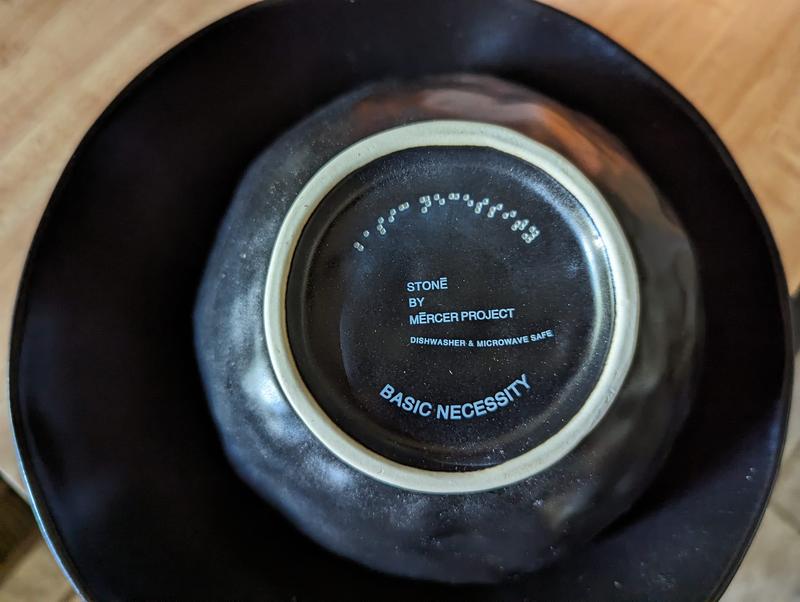 ⠃⠁⠎⠊⠉ ⠝⠑⠉⠑⠎⠎⠊⠞⠽
STONĒ
BY
MĒRCER PROJECT
DISHWASHER & MICROWAVE SAFE
BASIC NECESSITY